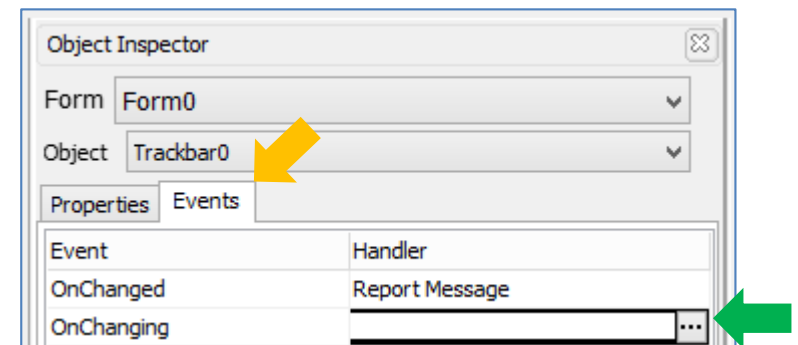 Object Inspector
Form Form0
Object Trackbar0
Properties Events
Event Handler
OnChanged Report Message
OnChanging ...